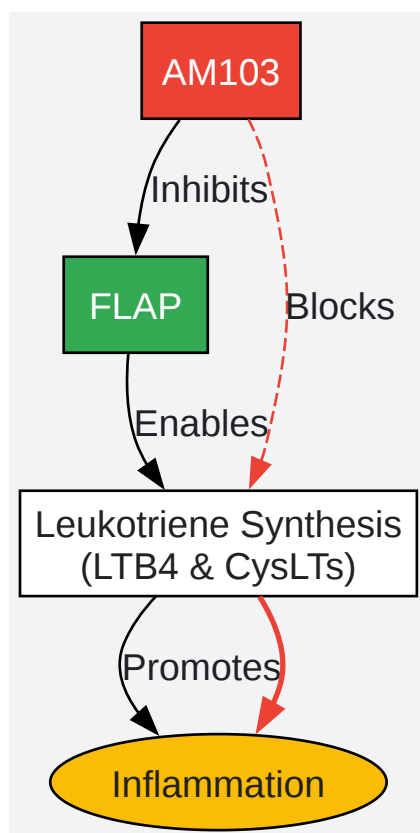 AM103
Inhibits
FLAP
Blocks
Enables
Leukotriene Synthesis
(LTB4 & CysLTs)
Promotes
Inflammation